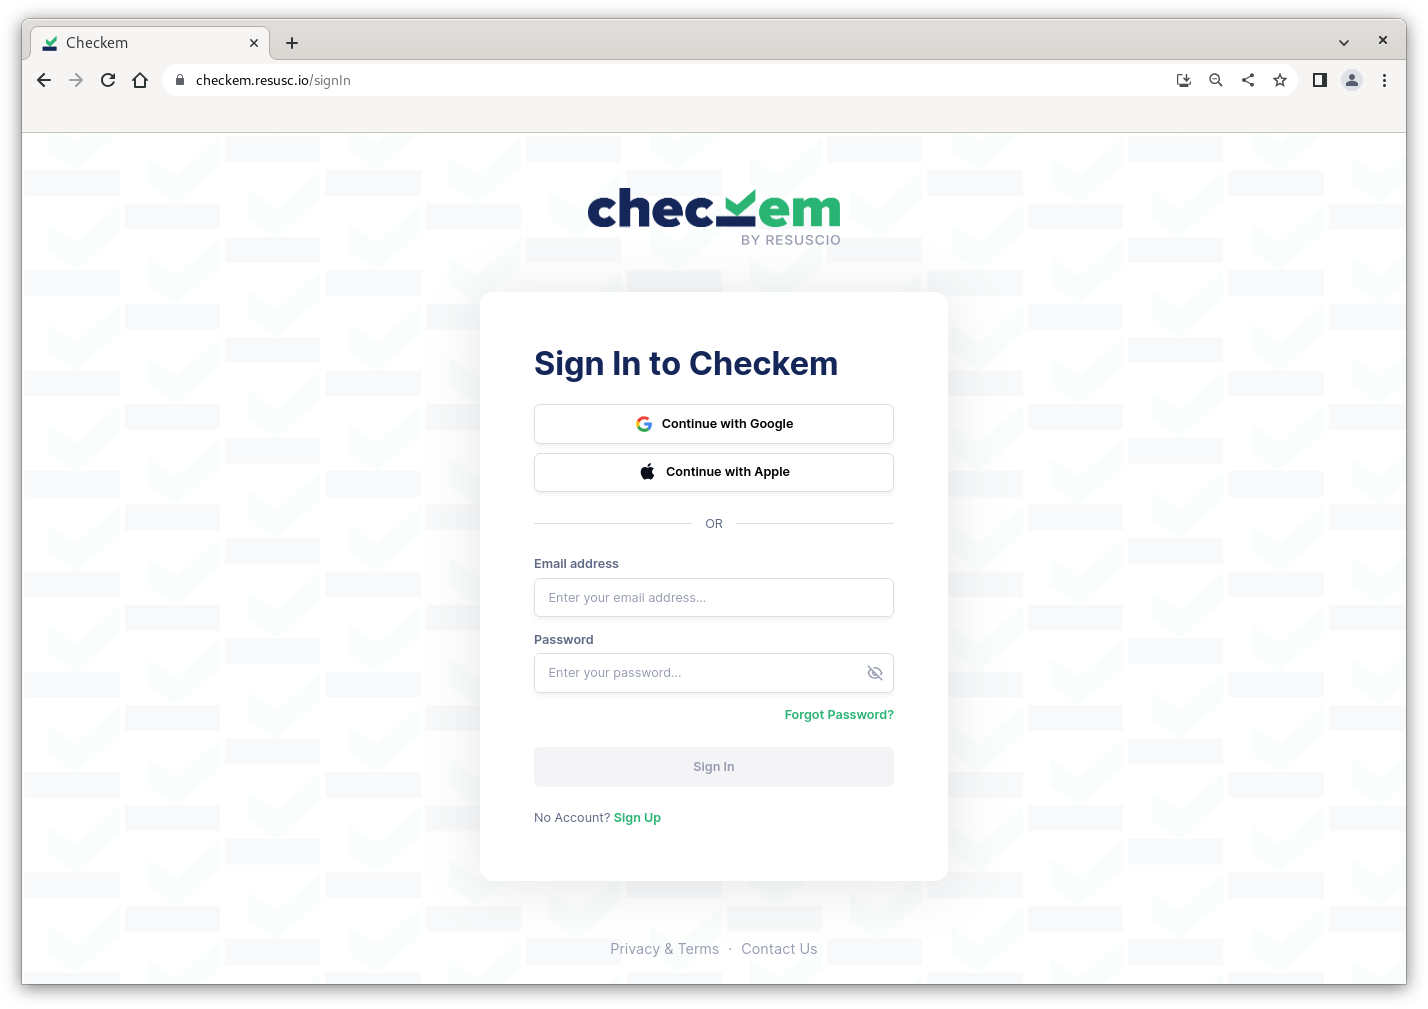 Checkem
checkem.resusc.io/signIn
checkem
BY RESUSCIO
Sign In to Checkem
Continue with Google
Continue with Apple
OR
Email address
Enter your email address...
Password
Enter your password...
Forgot Password?
Sign In
No Account? Sign Up
Privacy & Terms · Contact Us